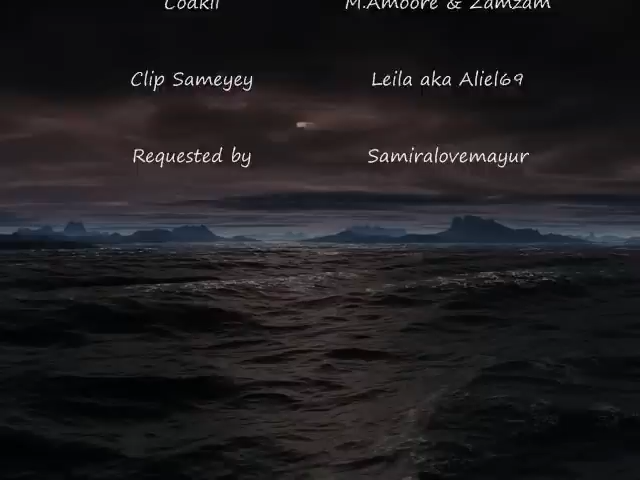 M.Amoore & Zamzam
Clip Sameyey Leila aka Aliel69
Requested by Samiralovemayur